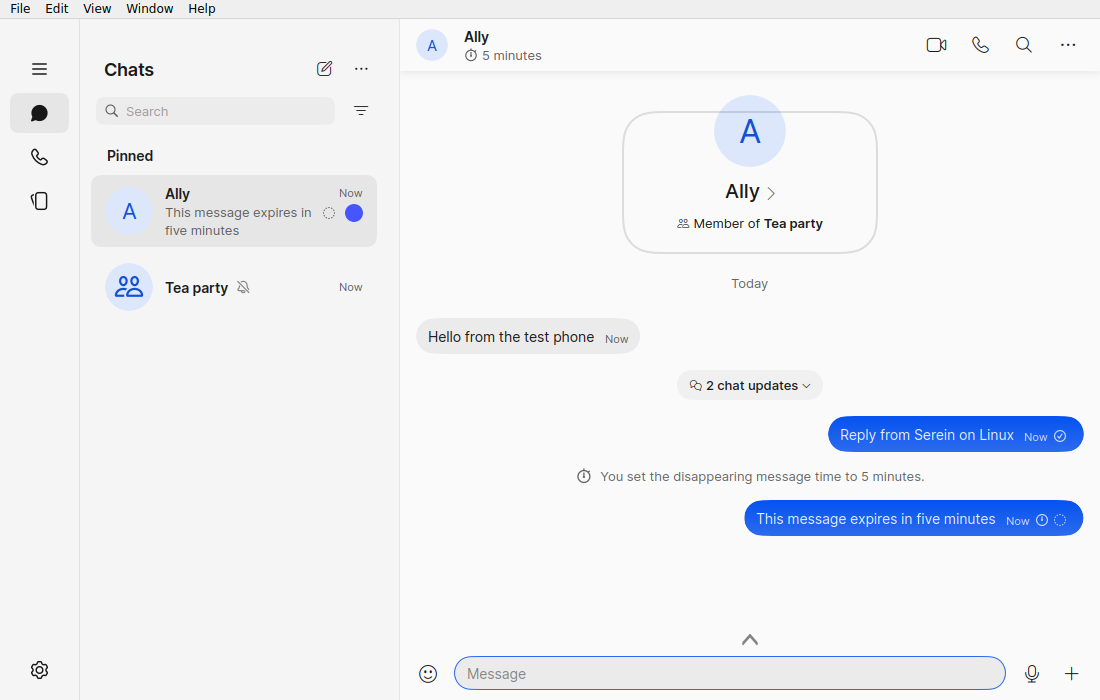 File Edit View Window Help
Chats
Search
Pinned
A
Ally
Now
This message expires in
five minutes
Tea party
Now
A
Ally
5 minutes
A
Ally
Member of Tea party
Today
Hello from the test phone Now
2 chat updates
Reply from Serein on Linux Now
You set the disappearing message time to 5 minutes.
This message expires in five minutes Now
Message